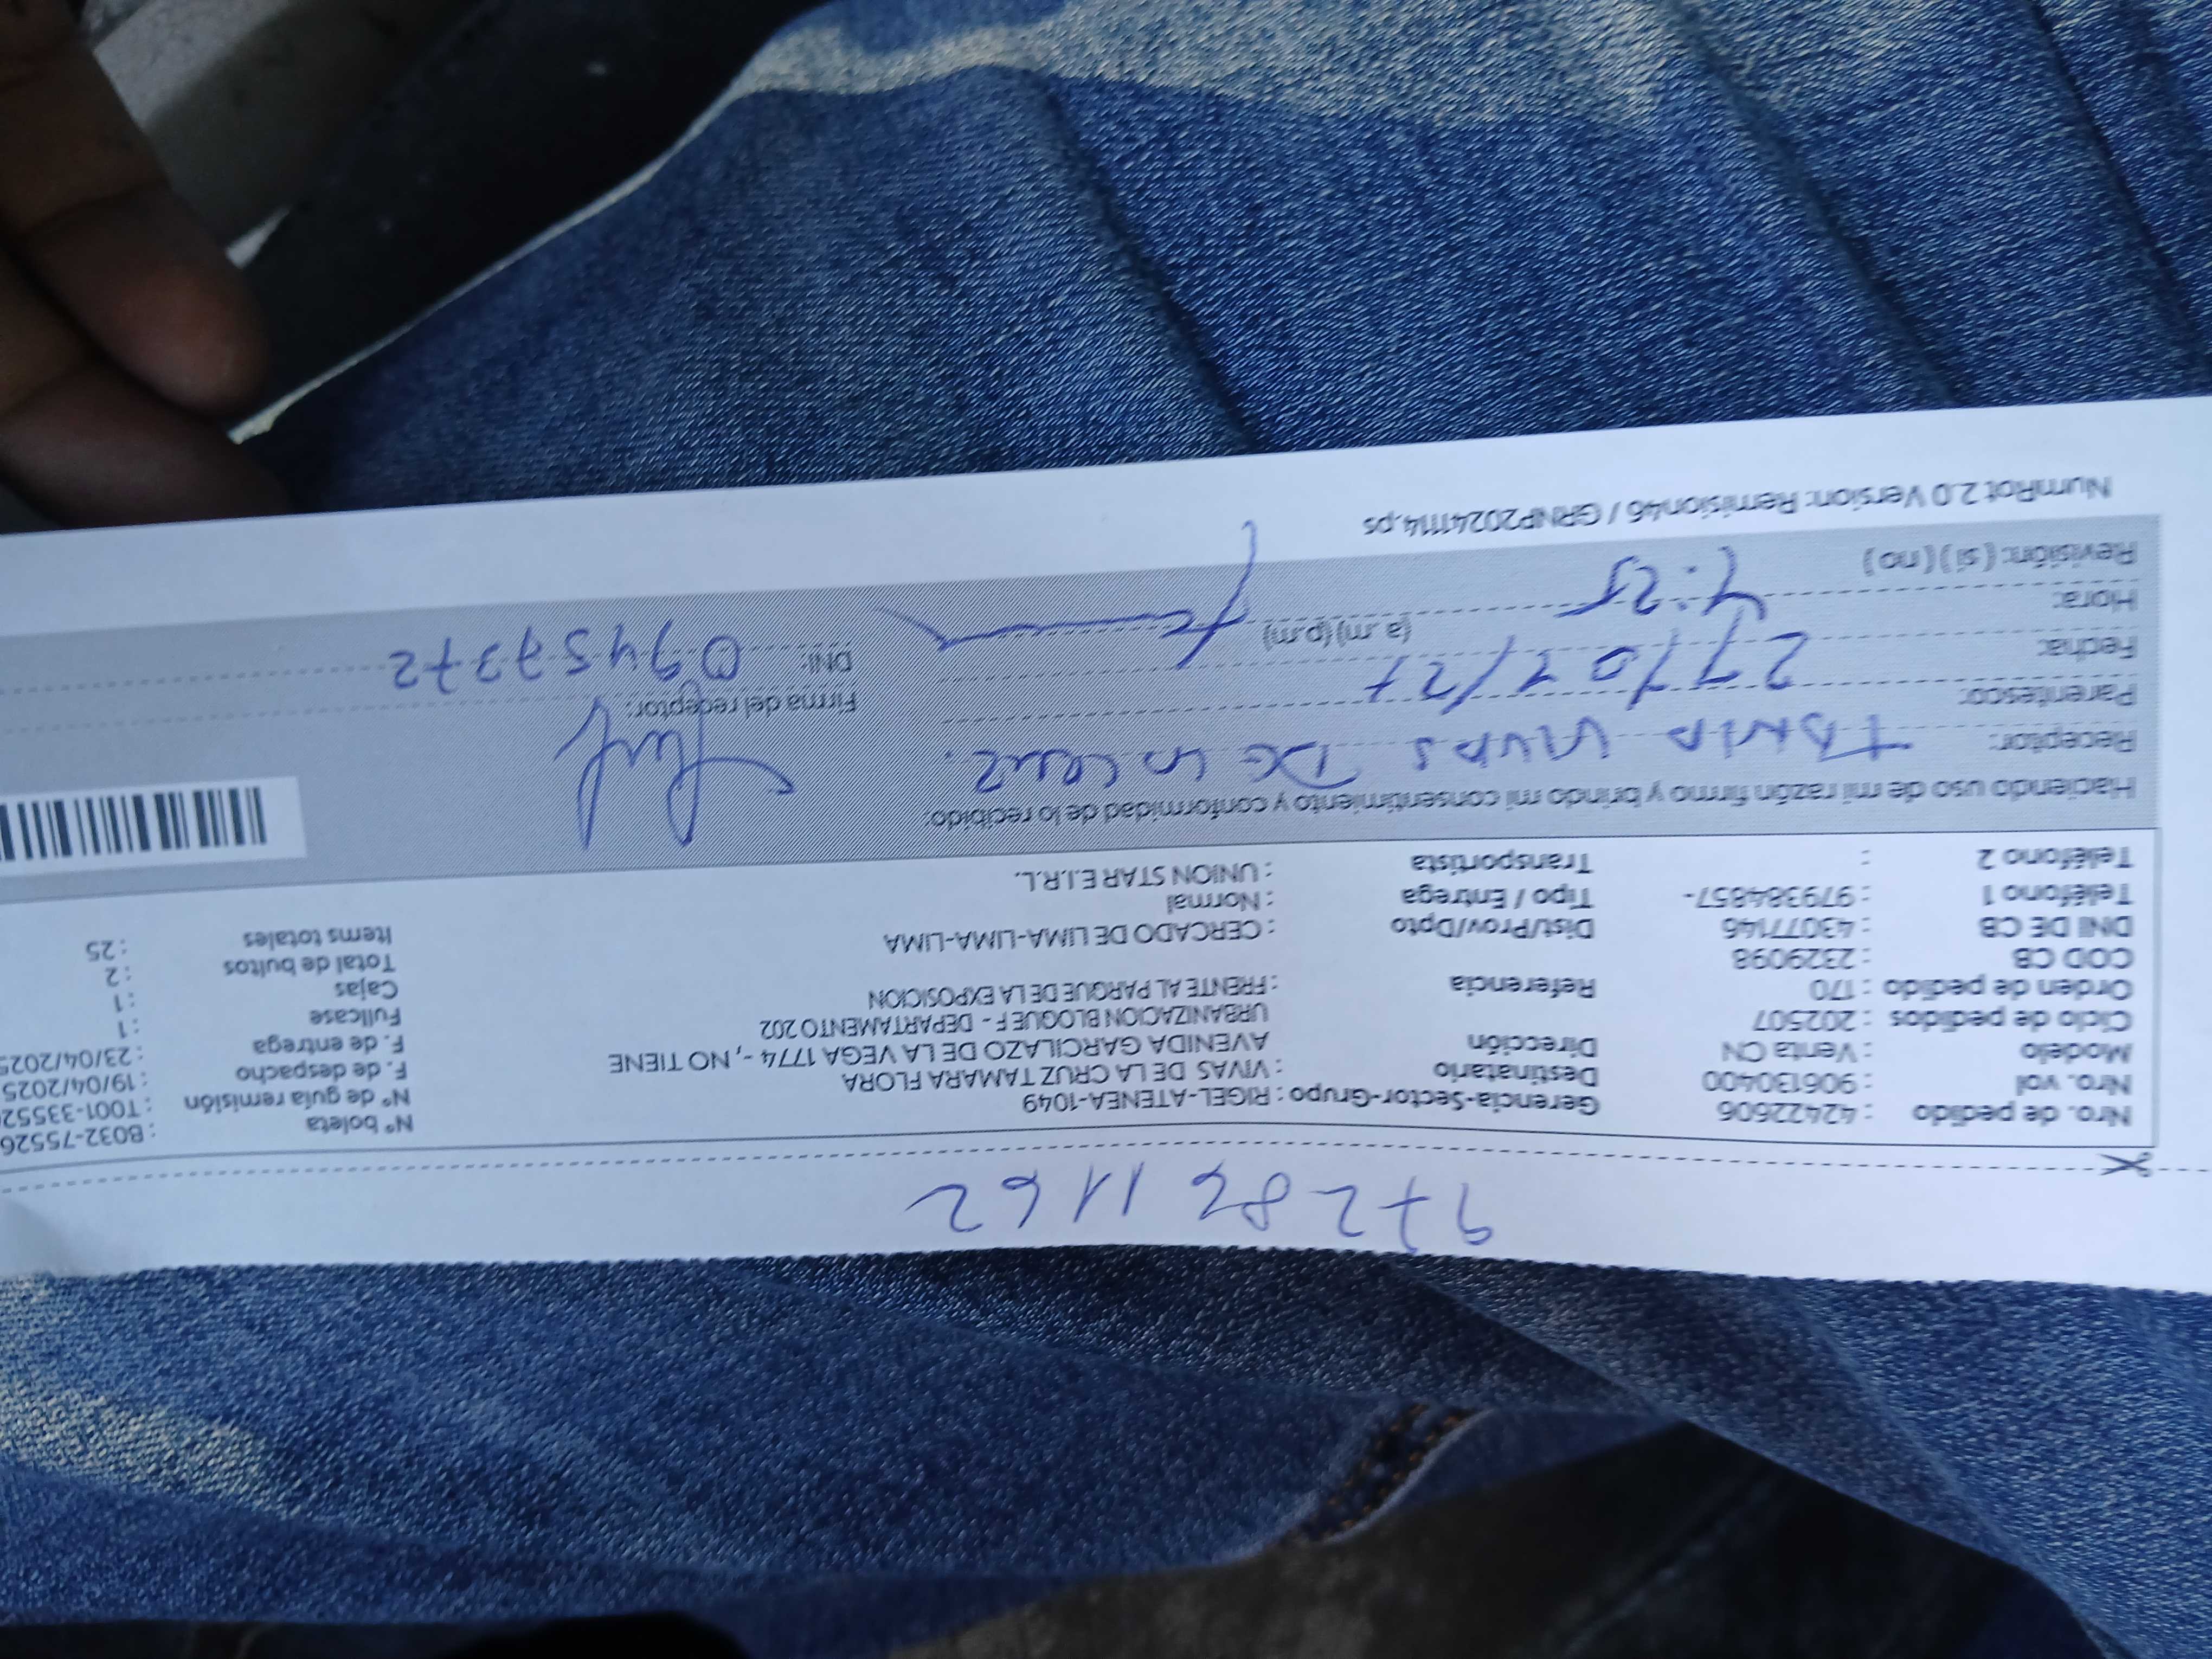 972821162
Nro. de pedido : 42422606 Gerencia-Sector-Grupo : RIGEL-ATENEA-1049 N° boleta : B032-75526
Nro. vol : 906130400 Destinatario : VIVAS DE LA CRUZ TAMARA FLORA N° de guía remisión : T001-33552
Modelo : Venta CN Dirección AVENIDA GARCILAZO DE LA VEGA 1774 -, NO TIENE F. de despacho : 19/04/2025
Ciclo de pedidos : 202507 URBANIZACION BLOQUE F - DEPARTAMENTO 202 F. de entrega : 23/04/2025
Orden de pedido : 170 Referencia : FRENTE AL PARQUE DE LA EXPOSICION Fullcase : 1
COD CB : 2329098 Cajas : 1
DNI DE CB : 43077146 Dist/Prov/Dpto : CERCADO DE LIMA-LIMA-LIMA Total de bultos : 2
Teléfono 1 : 979384857- Tipo / Entrega : Normal Items totales : 25
Teléfono 2 : Transportista : UNION STAR E.I.R.L.
Haciendo uso de mi razón firmo y brindo mi consentimiento y conformidad de lo recibido:
Receptor: VIVAS DE LA CRUZ.
Parentesco: Firma del receptor:
Fecha: DNI: 09457372
Hora: 4:25 (a.m) (p.m)
Revisión: ( si ) ( no )
NumRot 2.0 Version: Remision46 / GRNP20241114.ps